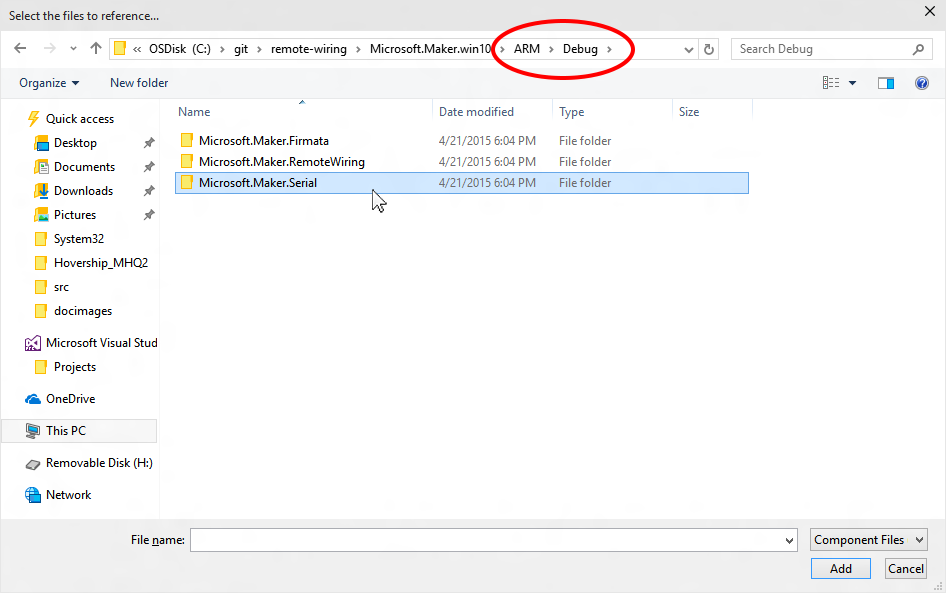 Select the files to reference...
« OSDisk (C:) › git › remote-wiring › Microsoft.Maker.win10 › ARM › Debug ›
Search Debug
Organize
New folder
Name
Date modified
Type
Size
Quick access
Desktop
Documents
Downloads
Pictures
System32
Hovership_MHQ2
src
docimages
Microsoft Visual Stud
Projects
OneDrive
This PC
Removable Disk (H:)
Network
Microsoft.Maker.Firmata 4/21/2015 6:04 PM File folder
Microsoft.Maker.RemoteWiring 4/21/2015 6:04 PM File folder
Microsoft.Maker.Serial 4/21/2015 6:04 PM File folder
File name:
Component Files
Add
Cancel